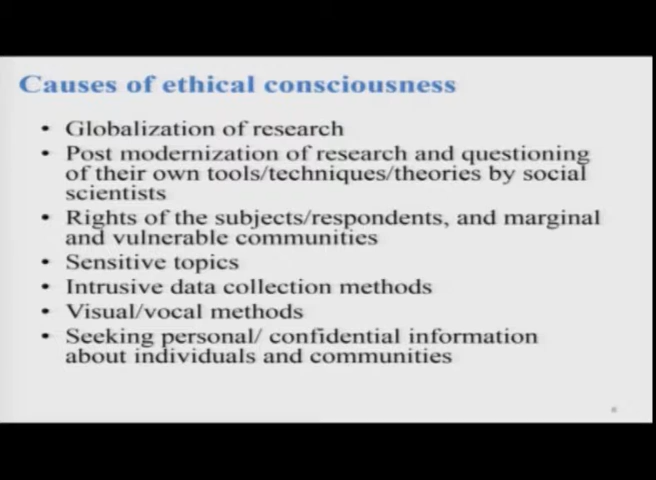 Causes of ethical consciousness
• Globalization of research
• Post modernization of research and questioning
of their own tools/techniques/theories by social
scientists
• Rights of the subjects/respondents, and marginal
and vulnerable communities
• Sensitive topics
• Intrusive data collection methods
• Visual/vocal methods
• Seeking personal/ confidential information
about individuals and communities